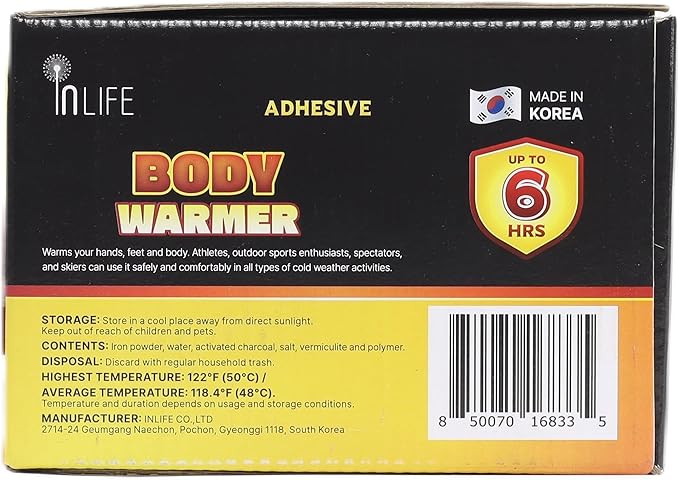 INLIFE
ADHESIVE
MADE IN
KOREA
BODY
WARMER
UP TO
6
HRS
Warms your hands, feet and body. Athletes, outdoor sports enthusiasts, spectators,
and skiers can use it safely and comfortably in all types of cold weather activities.
STORAGE: Store in a cool place away from direct sunlight.
Keep out of reach of children and pets.
CONTENTS: Iron powder, water, activated charcoal, salt, vermiculite and polymer.
DISPOSAL: Discard with regular household trash.
HIGHEST TEMPERATURE: 122°F (50°C) /
AVERAGE TEMPERATURE: 118.4°F (48°C).
Temperature and duration depends on usage and storage conditions.
MANUFACTURER: INLIFE CO.,LTD
2714-24 Geumgang Naechon, Pochon, Gyeonggi 1118, South Korea
8 50070 16833 5